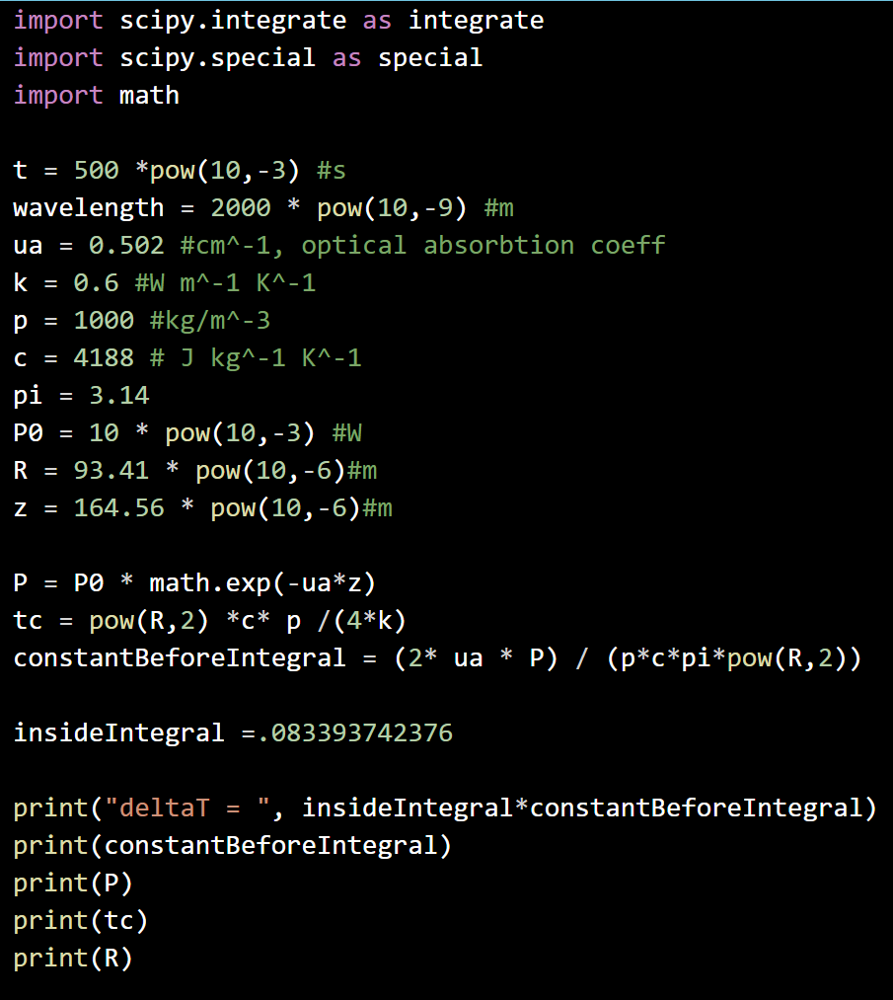 import scipy.integrate as integrate
import scipy.special as special
import math
t = 500 *pow(10,-3) #s
wavelength = 2000 * pow(10,-9) #m
ua = 0.502 #cm^-1, optical absorbtion coeff
k = 0.6 #W m^-1 K^-1
p = 1000 #kg/m^-3
c = 4188 # J kg^-1 K^-1
pi = 3.14
P0 = 10 * pow(10,-3) #W
R = 93.41 * pow(10,-6)#m
z = 164.56 * pow(10,-6)#m
P = P0 * math.exp(-ua*z)
tc = pow(R,2) *c* p /(4*k)
constantBeforeIntegral = (2* ua * P) / (p*c*pi*pow(R,2))
insideIntegral =.083393742376
print("deltaT = ", insideIntegral*constantBeforeIntegral)
print(constantBeforeIntegral)
print(P)
print(tc)
print(R)